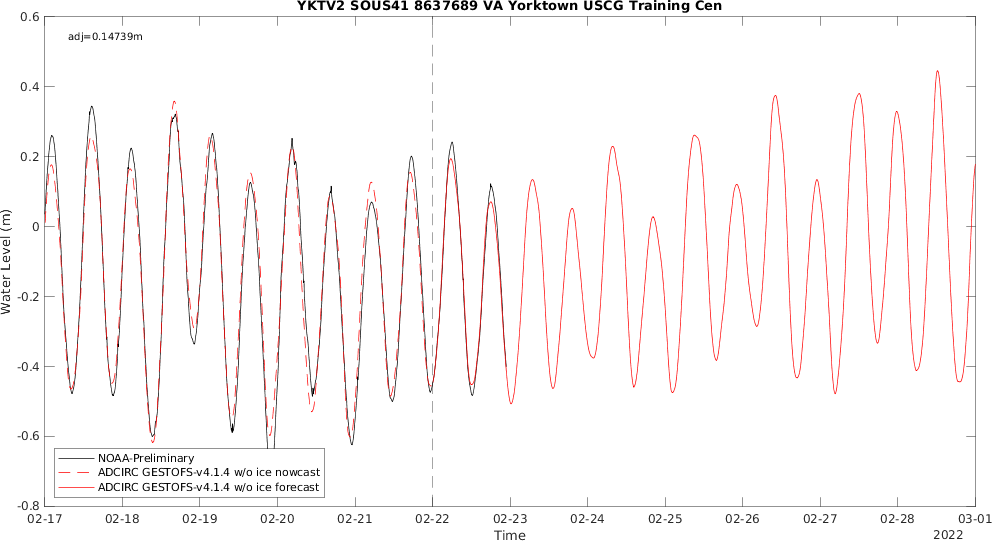 YKTV2 SOUS41 8637689 VA Yorktown USCG Training Cen
adj=0.14739m
0.6
0.4
0.2
0
-0.2
-0.4
-0.6
-0.8
Water Level (m)
NOAA-Preliminary
ADCIRC GESTOFS-v4.1.4 w/o ice nowcast
ADCIRC GESTOFS-v4.1.4 w/o ice forecast
02-17 02-18 02-19 02-20 02-21 02-22 02-23 02-24 02-25 02-26 02-27 02-28 03-01
Time
2022